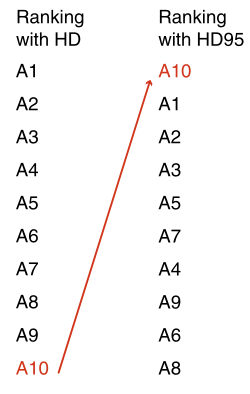 Ranking
with HD
A1
A2
A3
A4
A5
A6
A7
A8
A9
A10
Ranking
with HD95
A10
A1
A2
A3
A5
A7
A4
A9
A6
A8